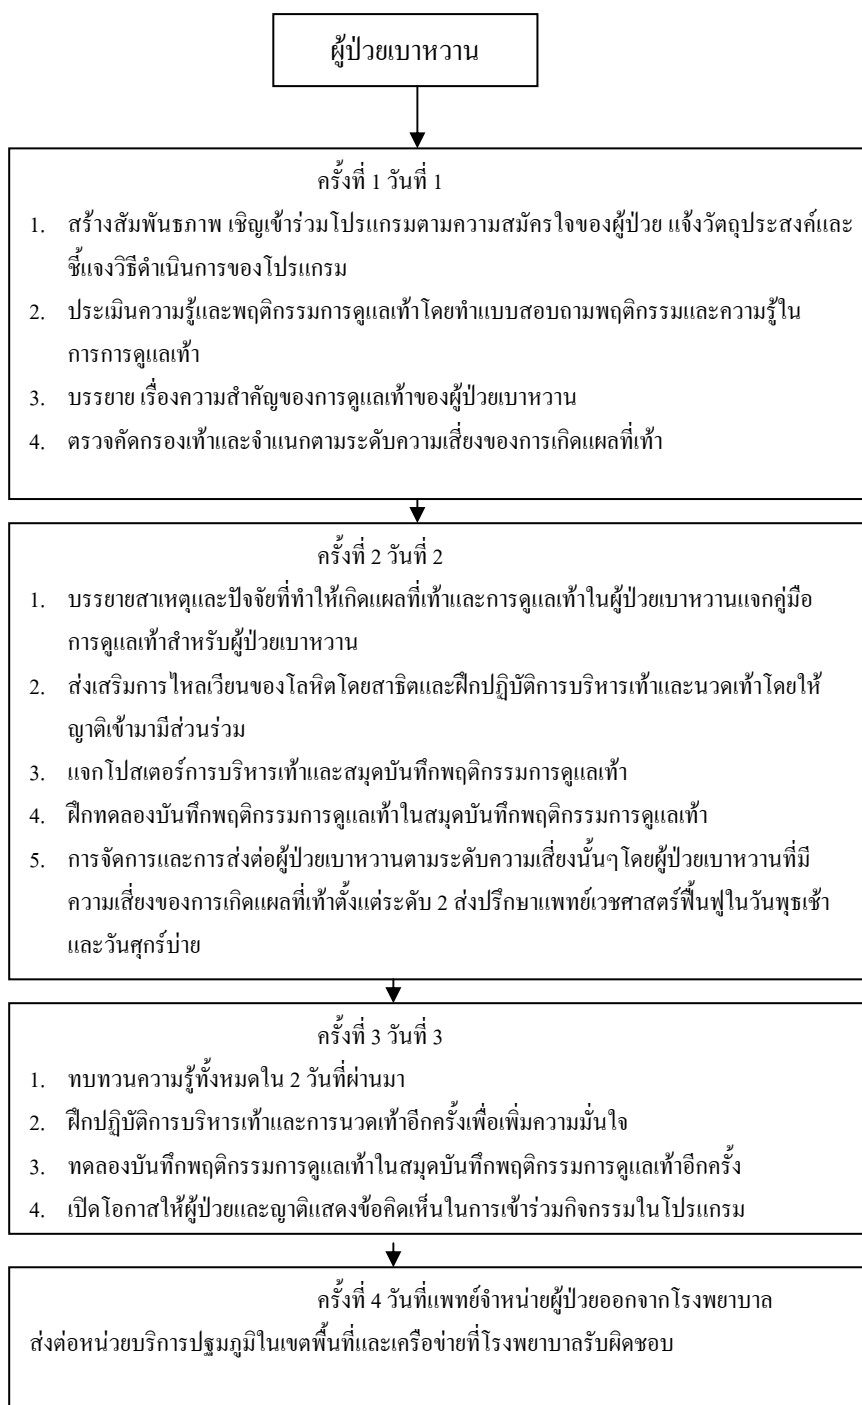 ผู้ป่วยเบาหวาน
ครั้งที่ 1 วันที่ 1
1. สร้างสัมพันธภาพ เชิญเข้าร่วมโปรแกรมตามความสมัครใจของผู้ป่วย แจ้งวัตถุประสงค์และ
ชี้แจงวิธีดำเนินการของโปรแกรม
2. ประเมินความรู้และพฤติกรรมการดูแลเท้าโดยทำแบบสอบถามพฤติกรรมและความรู้ใน
การการดูแลเท้า
3. บรรยาย เรื่องความสำคัญของการดูแลเท้าของผู้ป่วยเบาหวาน
4. ตรวจคัดกรองเท้าและจำแนกตามระดับความเสี่ยงของการเกิดแผลที่เท้า
ครั้งที่ 2 วันที่ 2
1. บรรยายสาเหตุและปัจจัยที่ทำให้เกิดแผลที่เท้าและการดูแลเท้าในผู้ป่วยเบาหวานแจกคู่มือ
การดูแลเท้าสำหรับผู้ป่วยเบาหวาน
2. ส่งเสริมการไหลเวียนของโลหิตโดยสาธิตและฝึกปฏิบัติการบริหารเท้าและนวดเท้าโดยให้
ญาติเข้ามามีส่วนร่วม
3. แจกโปสเตอร์การบริหารเท้าและสมุดบันทึกพฤติกรรมการดูแลเท้า
4. ฝึกทดลองบันทึกพฤติกรรมการดูแลเท้าในสมุดบันทึกพฤติกรรมการดูแลเท้า
5. การจัดการและการส่งต่อผู้ป่วยเบาหวานตามระดับความเสี่ยงนั้นๆโดยผู้ป่วยเบาหวานที่มี
ความเสี่ยงของการเกิดแผลที่เท้าตั้งแต่ระดับ 2 ส่งปรึกษาแพทย์เวชศาสตร์ฟื้นฟูในวันพุธเช้า
และวันศุกร์บ่าย
ครั้งที่ 3 วันที่ 3
1. ทบทวนความรู้ทั้งหมดใน 2 วันที่ผ่านมา
2. ฝึกปฏิบัติการบริหารเท้าและการนวดเท้าอีกครั้งเพื่อเพิ่มความมั่นใจ
3. ทดลองบันทึกพฤติกรรมการดูแลเท้าในสมุดบันทึกพฤติกรรมการดูแลเท้าอีกครั้ง
4. เปิดโอกาสให้ผู้ป่วยและญาติแสดงข้อคิดเห็นในการเข้าร่วมกิจกรรมในโปรแกรม
ครั้งที่ 4 วันที่แพทย์จำหน่ายผู้ป่วยออกจากโรงพยาบาล
ส่งต่อหน่วยบริการปฐมภูมิในเขตพื้นที่และเครือข่ายที่โรงพยาบาลรับผิดชอบ